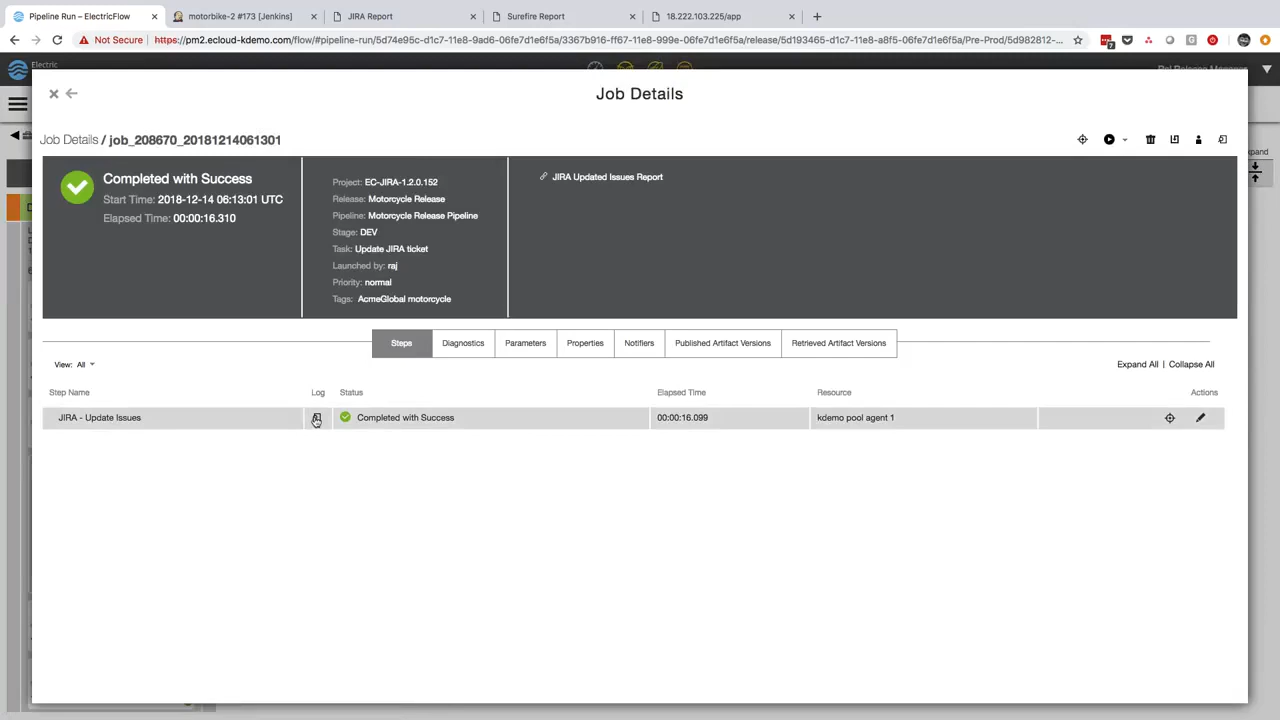 Pipeline Run – ElectricFlow
motorbike-2 #173 [Jenkins]
JIRA Report
Surefire Report
18.222.103.225/app
Not Secure
https://pm2.ecloud-kdemo.com/flow/#pipeline-run/5d74e95c-d1c7-11e8-9ad6-06fe7d1e6f5a/3367b916-ff67-11e8-999e-06fe7d1e6f5a/release/5d193465-d1c7-11e8-a8f5-06fe7d1e6f5a/Pre-Prod/5d982812-...
7
Electric
Job Details
Job Details / job_208670_20181214061301
Completed with Success
Start Time: 2018-12-14 06:13:01 UTC
Elapsed Time: 00:00:16.310
Project: EC-JIRA-1.2.0.152
Release: Motorcycle Release
Pipeline: Motorcycle Release Pipeline
Stage: DEV
Task: Update JIRA ticket
Launched by: raj
Priority: normal
Tags: AcmeGlobal motorcycle
JIRA Updated Issues Report
Steps
Diagnostics
Parameters
Properties
Notifiers
Published Artifact Versions
Retrieved Artifact Versions
View: All
Expand All | Collapse All
Step Name Log Status Elapsed Time Resource Actions
JIRA - Update Issues Completed with Success 00:00:16.099 kdemo pool agent 1